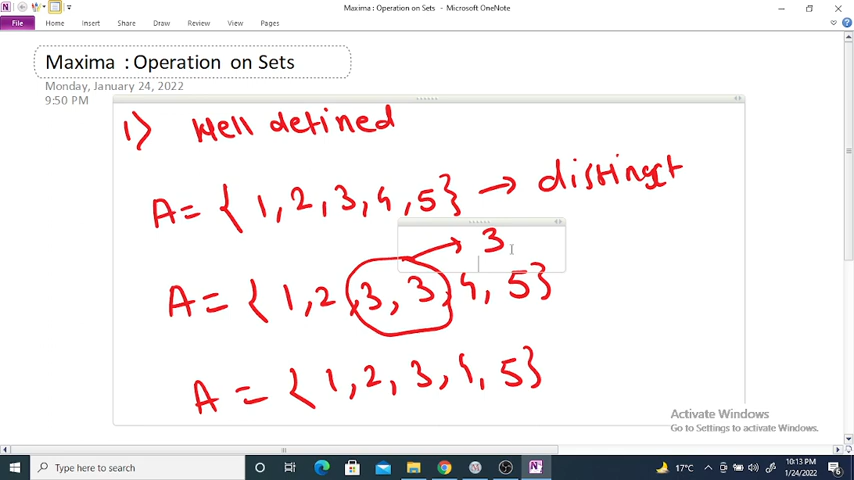 Maxima : Operation on Sets - Microsoft OneNote
File Home Insert Share Draw Review View Pages
Maxima : Operation on Sets
Monday, January 24, 2022
9:50 PM
1) Well defined
A = { 1, 2, 3, 4, 5} → distingct
→ 3
A = { 1, 2, 3, 3, 4, 5}
A = { 1, 2, 3, 4, 5}
Activate Windows
Go to Settings to activate Windows.
Type here to search
17°C
10:13 PM
1/24/2022
6